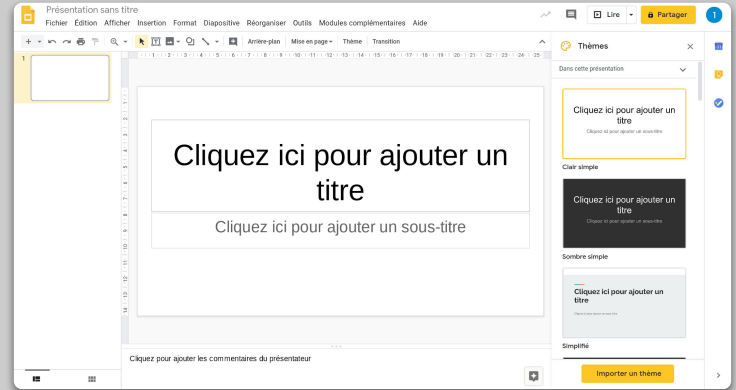 Présentation sans titre
Fichier Édition Afficher Insertion Format Diapositive Réorganiser Outils Modules complémentaires Aide
Lire
Partager
1
Arrière-plan Mise en page Thème Transition
Thèmes
Dans cette présentation
1
Cliquez ici pour ajouter un
titre
Cliquez ici pour ajouter un sous-titre
Cliquez ici pour ajouter un
titre
Cliquez ici pour ajouter un sous-titre
Clair simple
Cliquez ici pour ajouter un
titre
Cliquez ici pour ajouter un sous-titre
Sombre simple
Cliquez ici pour ajouter un
titre
Simplifié
Cliquez pour ajouter les commentaires du présentateur
Importer un thème